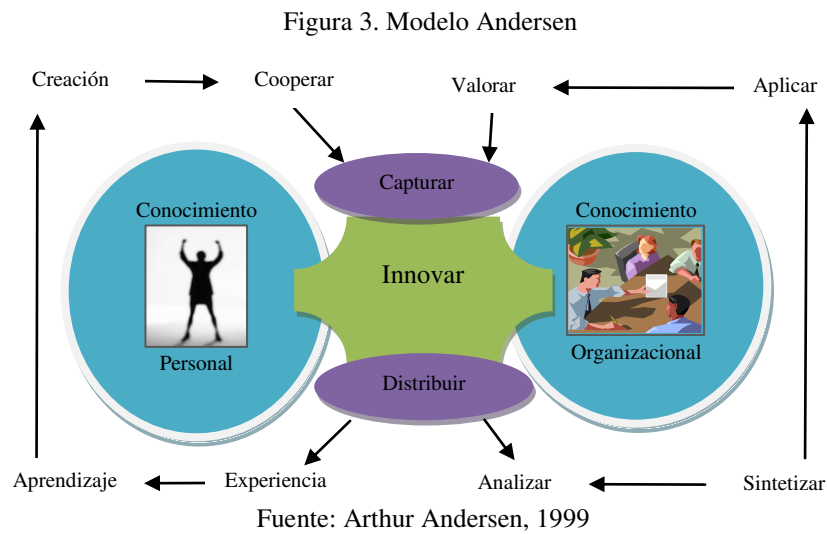 Figura 3. Modelo Andersen
Creación
Cooperar
Valorar
Aplicar
Capturar
Conocimiento
Conocimiento
Innovar
Personal
Organizacional
Distribuir
Aprendizaje
Experiencia
Analizar
Sintetizar
Fuente: Arthur Andersen, 1999